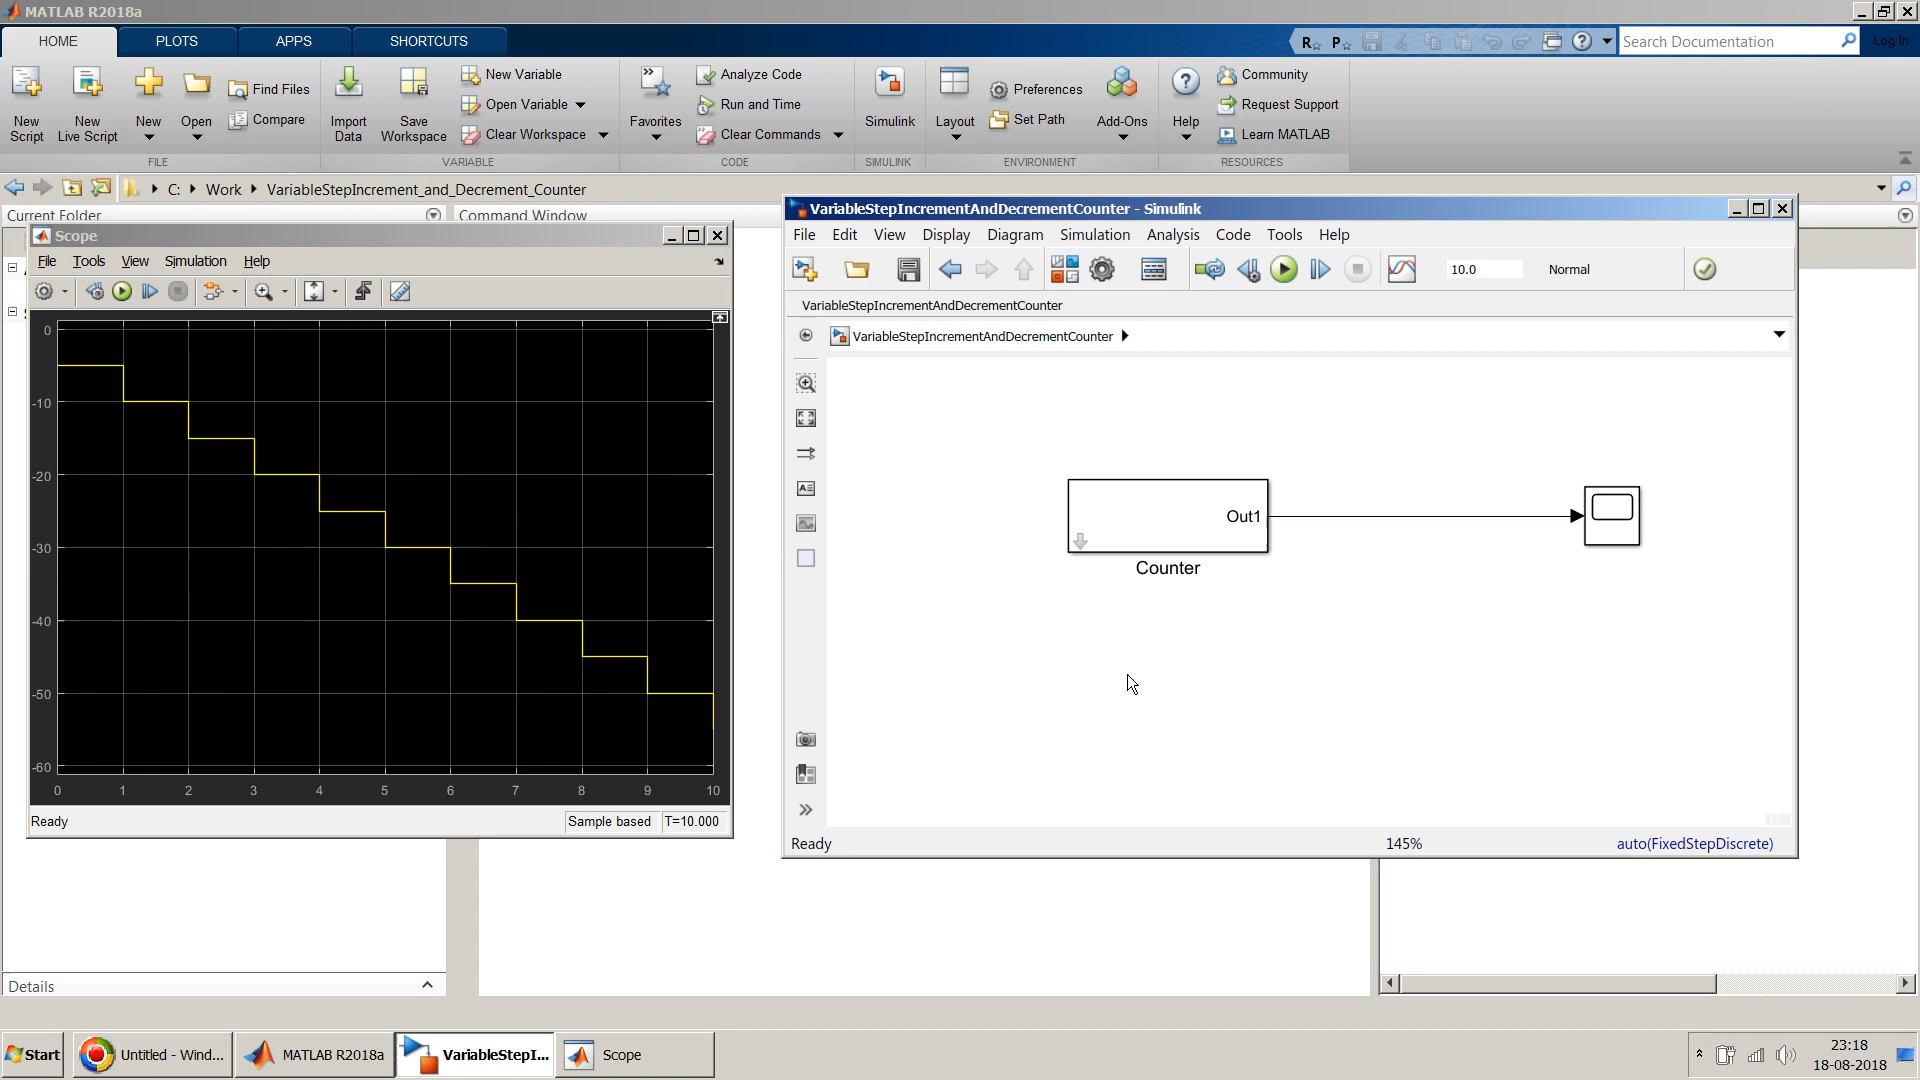 MATLAB R2018a
HOME
PLOTS
APPS
SHORTCUTS
Search Documentation
Log In
New Script
New Live Script
New
Open
Find Files
Compare
FILE
Import Data
Save Workspace
New Variable
Open Variable
Clear Workspace
VARIABLE
Favorites
Analyze Code
Run and Time
Clear Commands
CODE
Simulink
SIMULINK
Layout
Preferences
Set Path
Add-Ons
ENVIRONMENT
Help
Community
Request Support
Learn MATLAB
RESOURCES
C: Work VariableStepIncrement_and_Decrement_Counter
Current Folder
Command Window
Scope
File Tools View Simulation Help
0
-10
-20
-30
-40
-50
-60
0 1 2 3 4 5 6 7 8 9 10
Ready
Sample based
T=10.000
VariableStepIncrementAndDecrementCounter - Simulink
File Edit View Display Diagram Simulation Analysis Code Tools Help
10.0
Normal
VariableStepIncrementAndDecrementCounter
VariableStepIncrementAndDecrementCounter
Out1
Counter
Ready
145%
auto(FixedStepDiscrete)
Details
Start
Untitled - Wind...
MATLAB R2018a
VariableStepI...
Scope
23:18
18-08-2018